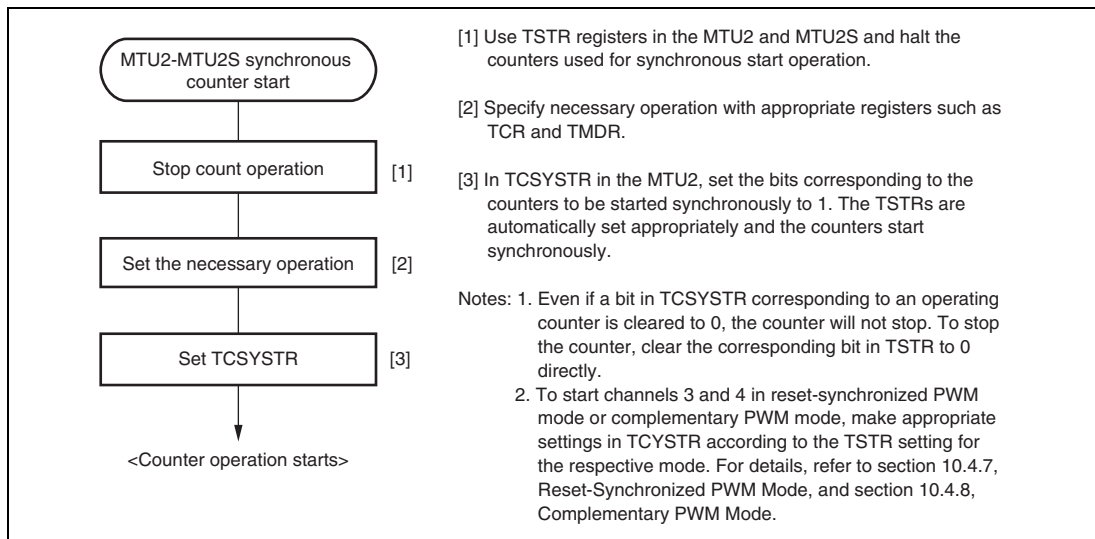 MTU2-MTU2S synchronous
counter start
Stop count operation
[1]
Set the necessary operation
[2]
Set TCSYSTR
[3]
<Counter operation starts>
[1] Use TSTR registers in the MTU2 and MTU2S and halt the
counters used for synchronous start operation.
[2] Specify necessary operation with appropriate registers such as
TCR and TMDR.
[3] In TCSYSTR in the MTU2, set the bits corresponding to the
counters to be started synchronously to 1. The TSTRs are
automatically set appropriately and the counters start
synchronously.
Notes: 1. Even if a bit in TCSYSTR corresponding to an operating
counter is cleared to 0, the counter will not stop. To stop
the counter, clear the corresponding bit in TSTR to 0
directly.
2. To start channels 3 and 4 in reset-synchronized PWM
mode or complementary PWM mode, make appropriate
settings in TCYSTR according to the TSTR setting for
the respective mode. For details, refer to section 10.4.7,
Reset-Synchronized PWM Mode, and section 10.4.8,
Complementary PWM Mode.